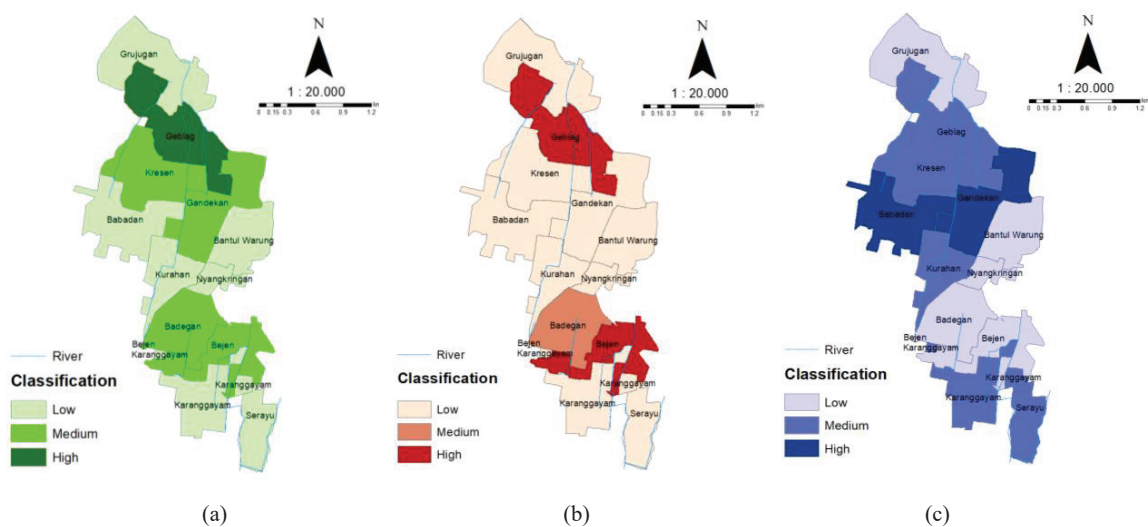 N
1 : 20.000
km
0 0.15 0.3 0.6 0.9 1.2
Grujugan
Geblag
Kresen
Gandekan
Babadan
Bantul Warung
Kurahan
Nyangkringan
Badegan
Bejen
Bejen
Karanggayam
Karanggayam
Karanggayam
Serayu
River
Classification
Low
Medium
High
(a)
N
1 : 20.000
km
0 0.15 0.3 0.6 0.9 1.2
Grujugan
Geblag
Kresen
Gandekan
Babadan
Bantul Warung
Kurahan
Nyangkringan
Badegan
Bejen
Bejen
Karanggayam
Karanggayam
Karanggayam
Serayu
River
Classification
Low
Medium
High
(b)
N
1 : 20.000
km
0 0.15 0.3 0.6 0.9 1.2
Grujugan
Geblag
Kresen
Gandekan
Babadan
Bantul Warung
Kurahan
Nyangkringan
Badegan
Bejen
Bejen
Karanggayam
Karanggayam
Karanggayam
Serayu
River
Classification
Low
Medium
High
(c)